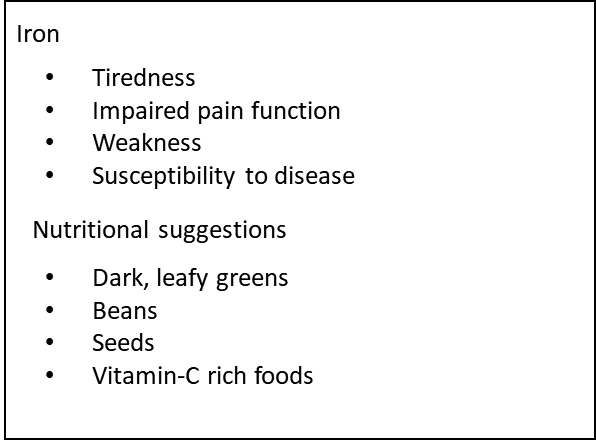 Iron
• Tiredness
• Impaired pain function
• Weakness
• Susceptibility to disease
Nutritional suggestions
• Dark, leafy greens
• Beans
• Seeds
• Vitamin-C rich foods